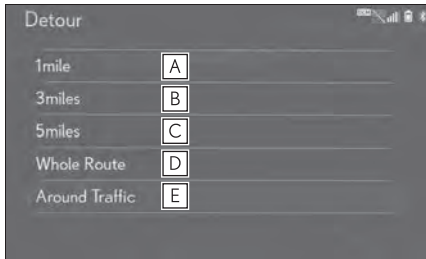 Detour
1mile A
3miles B
5miles C
Whole Route D
Around Traffic E